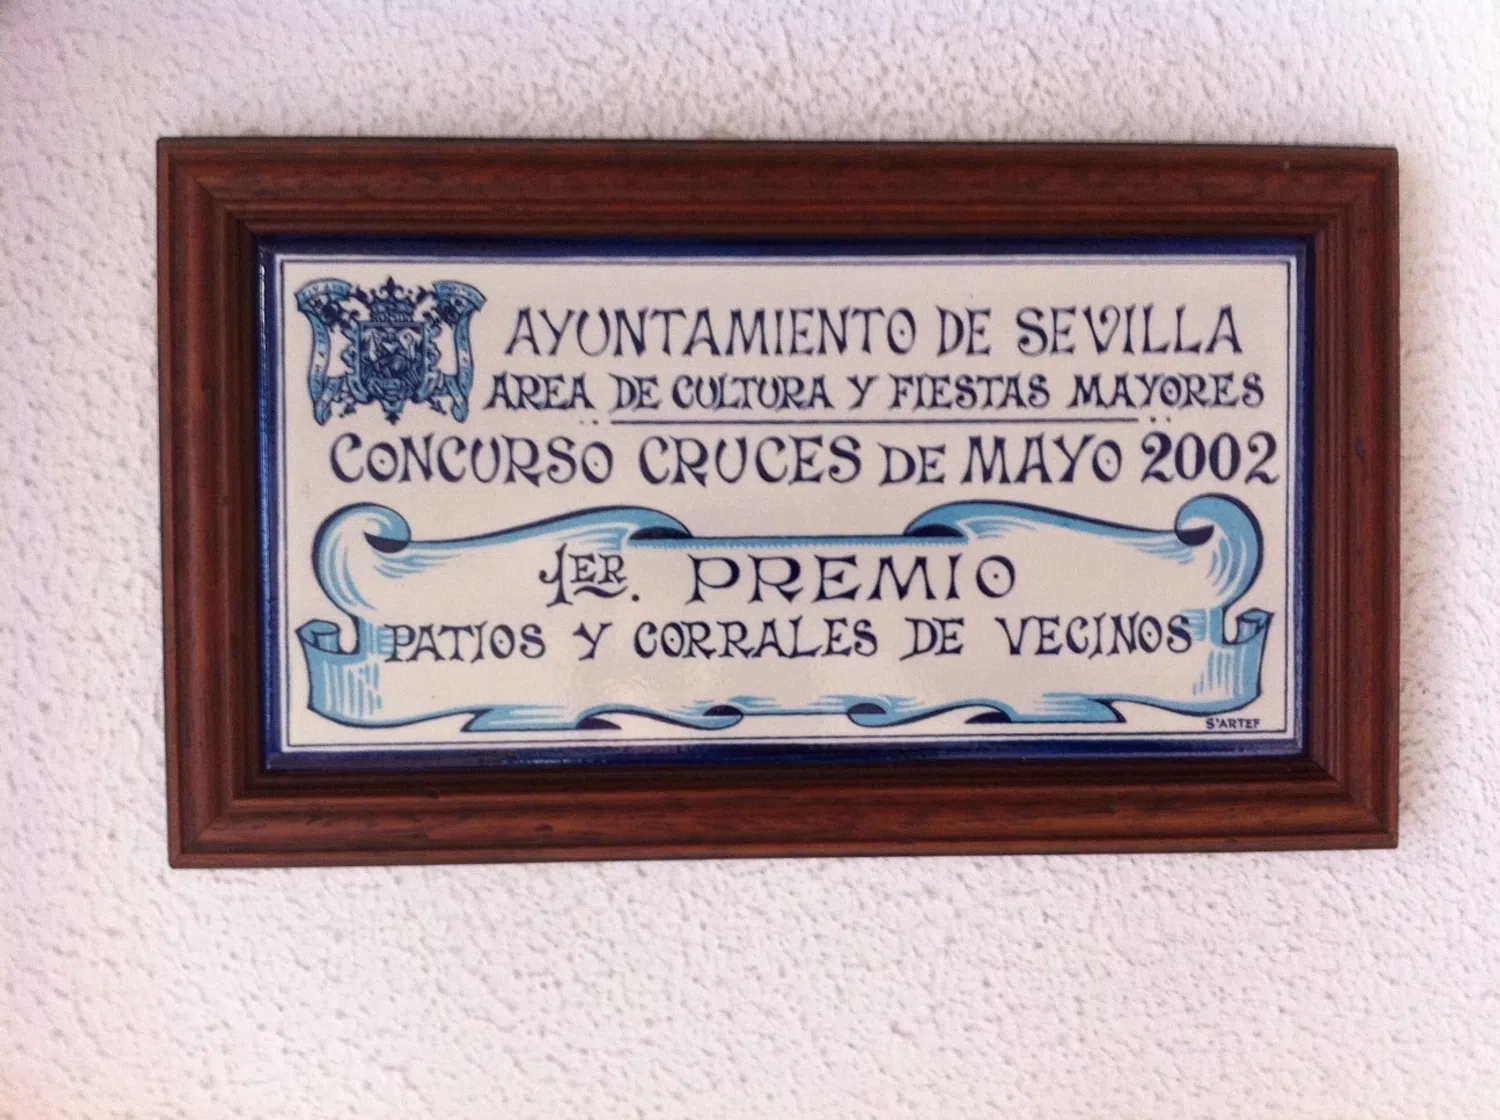 AYUNTAMIENTO DE SEVILLA
AREA DE CULTURA Y FIESTAS MAYORES
CONCURSO CRUCES DE MAYO 2002
1ER. PREMIO
PATIOS Y CORRALES DE VECINOS
S'ARTEF